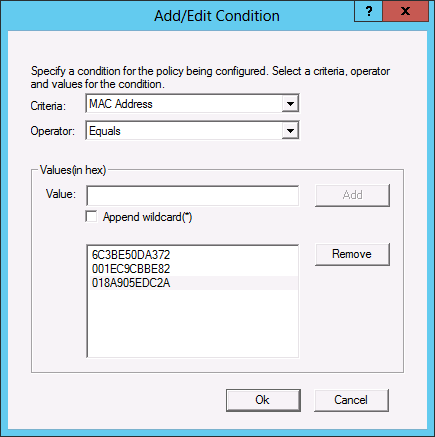 Add/Edit Condition
?
X
Specify a condition for the policy being configured. Select a criteria, operator
and values for the condition.
Criteria: MAC Address
Operator: Equals
Values(in hex)
Value: Add
Append wildcard(*)
6C3BE50DA372
001EC9CBBE82
018A905EDC2A
Remove
Ok Cancel